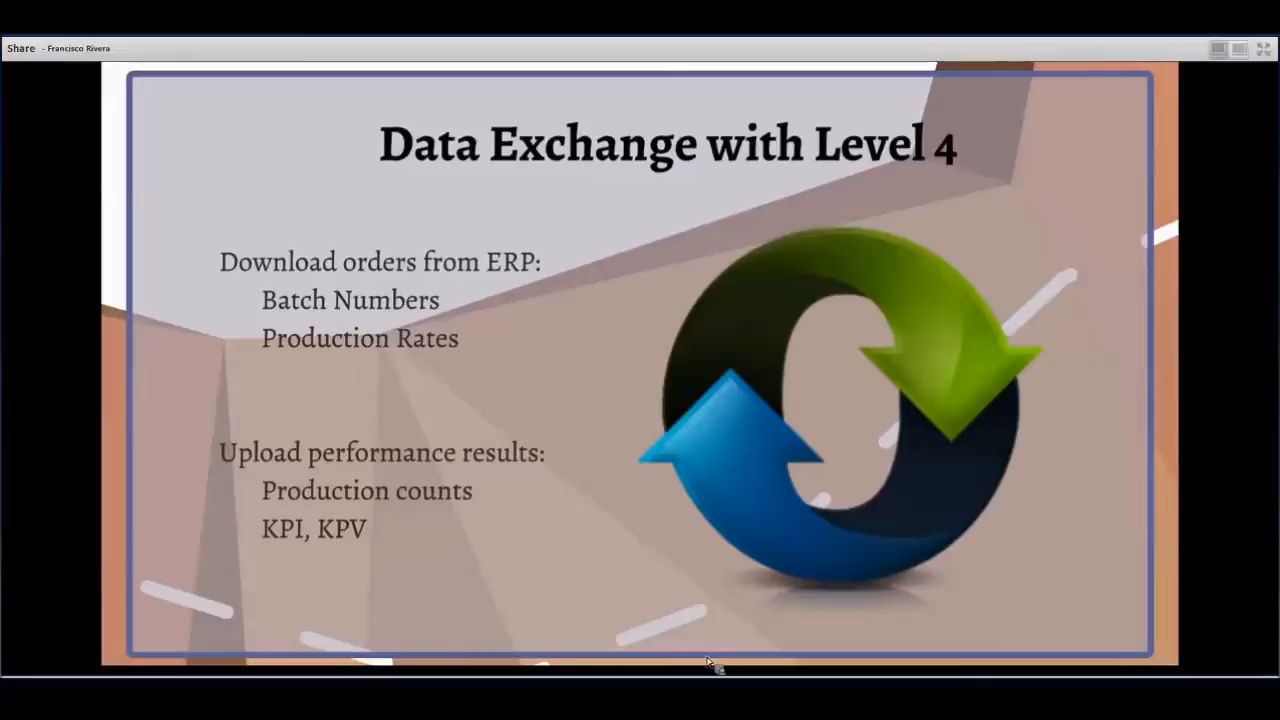 Share - Francisco Rivera
Data Exchange with Level 4
Download orders from ERP:
Batch Numbers
Production Rates
Upload performance results:
Production counts
KPI, KPV